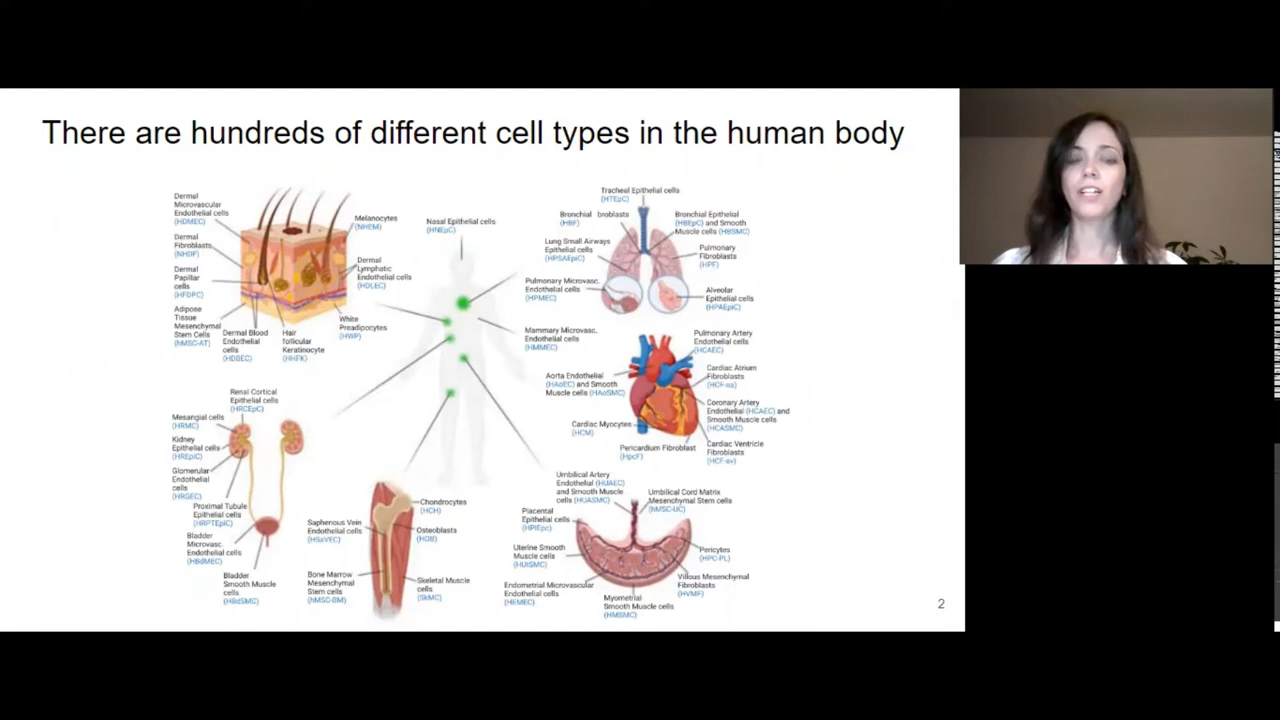 There are hundreds of different cell types in the human body
Dermal
Microvascular
Endothelial cells
(HDMEC)
Dermal
Fibroblasts
(NHDF)
Dermal
Papillar
cells
(HFDPC)
Adipose
Tissue
Mesenchymal
Stem Cells
(hMSC-AT)
Dermal Blood
Endothelial
cells
(HDBEC)
Hair
follicular
Keratinocyte
(HHFK)
White
Preadipocytes
(HWP)
Dermal
Lymphatic
Endothelial cells
(HDLEC)
Melanocytes
(NHEM)
Nasal Epithelial cells
(HNEpC)
Tracheal Epithelial cells
(HTEpC)
Bronchial broblasts
(HBF)
Bronchial Epithelial
(HBEpC) and Smooth
Muscle cells (HBSMC)
Lung Small Airways
Epithelial cells
(HPSAEpiC)
Pulmonary
Fibroblasts
(HPF)
Pulmonary Microvasc.
Endothelial cells
(HPMEC)
Alveolar
Epithelial cells
(HPAEpiC)
Mammary Microvasc.
Endothelial cells
(HMMEC)
Pulmonary Artery
Endothelial cells
(HCAEC)
Aorta Endothelial
(HAoEC) and Smooth
Muscle cells (HAoSMC)
Cardiac Atrium
Fibroblasts
(HCF-aa)
Coronary Artery
Endothelial (HCAEC) and
Smooth Muscle cells
(HCASMC)
Cardiac Myocytes
(HCM)
Pericardium Fibroblast
(HpcF)
Cardiac Ventricle
Fibroblasts
(HCF-av)
Renal Cortical
Epithelial cells
(HRCEpC)
Mesangial cells
(HRMC)
Kidney
Epithelial cells
(HREpiC)
Glomerular
Endothelial
cells
(HRGEC)
Proximal Tubule
Epithelial cells
(HRPTEpiC)
Bladder
Microvasc.
Endothelial cells
(HBdMEC)
Bladder
Smooth Muscle
cells
(HBdSMC)
Chondrocytes
(HCH)
Saphenous Vein
Endothelial cells
(HSaVEC)
Osteoblasts
(HOB)
Bone Marrow
Mesenchymal
Stem cells
(hMSC-BM)
Skeletal Muscle
cells
(SkMC)
Umbilical Artery
Endothelial (HUAEC)
and Smooth Muscle
cells (HUASMC)
Umbilical Cord Matrix
Mesenchymal Stem cells
(hMSC-UC)
Placental
Epithelial cells
(HPlEpc)
Uterine Smooth
Muscle cells
(HUtSMC)
Pericytes
(HPC-PL)
Endometrial Microvascular
Endothelial cells
(HEMEC)
Villous Mesenchymal
Fibroblasts
(HVMF)
Myometrial
Smooth Muscle cells
(HMSMC)
2